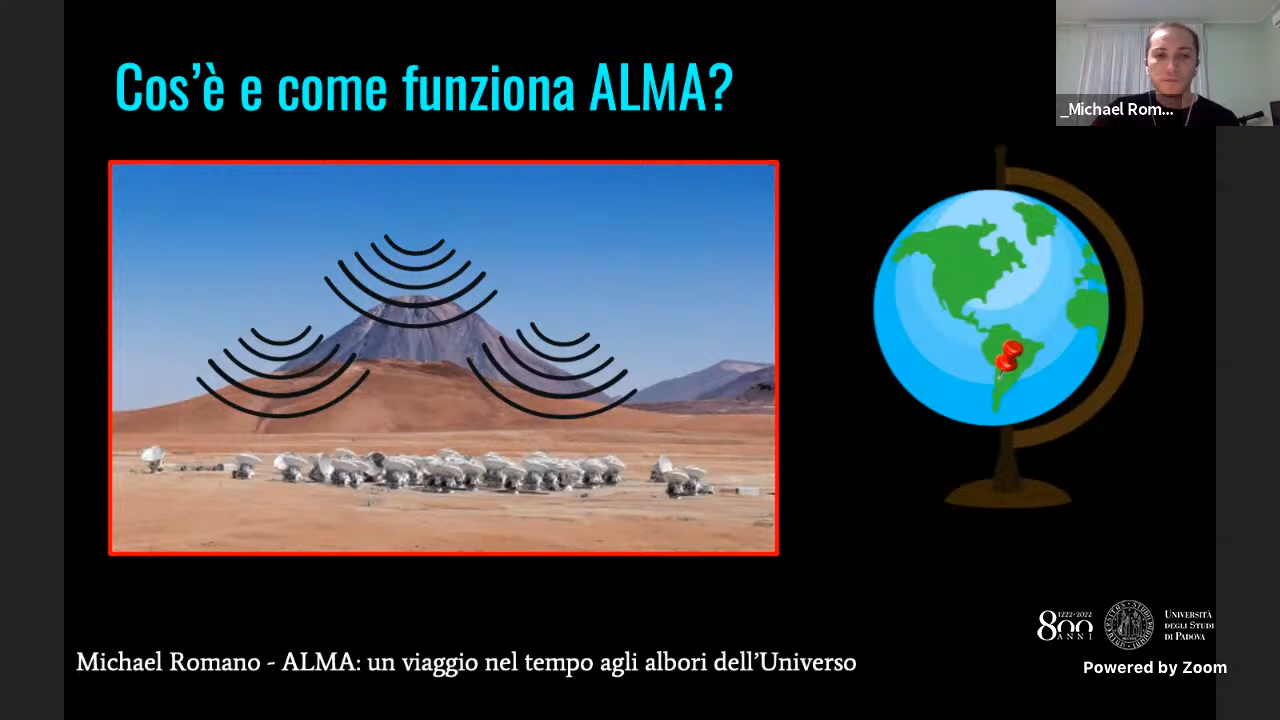 Cos'è e come funziona ALMA?
_Michael Rom...
1222-2022
800
ANNI
UNIVERSITÀ
DEGLI STUDI
DI PADOVA
Michael Romano - ALMA: un viaggio nel tempo agli albori dell'Universo
Powered by Zoom